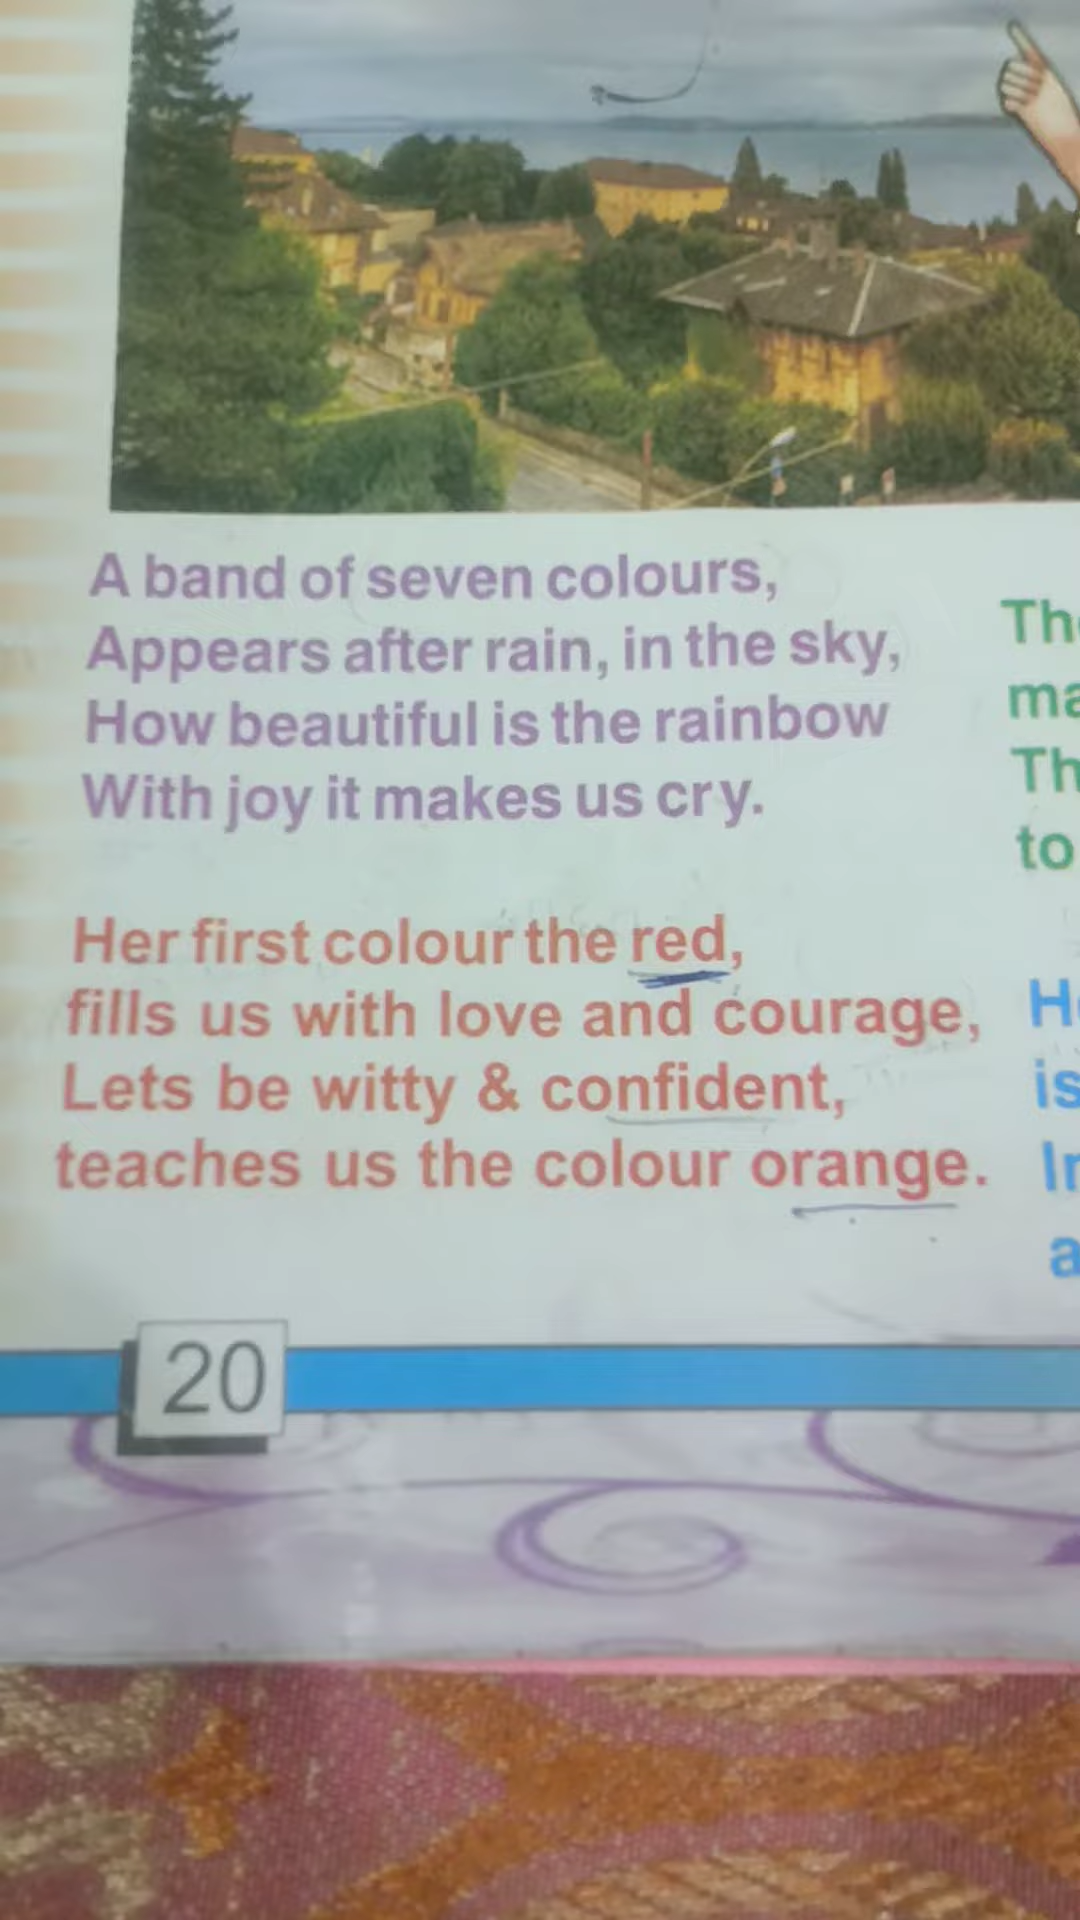 A band of seven colours,
Appears after rain, in the sky,
How beautiful is the rainbow
With joy it makes us cry.
Her first colour the red,
fills us with love and courage,
Lets be witty & confident,
teaches us the colour orange.
to
is
a
20